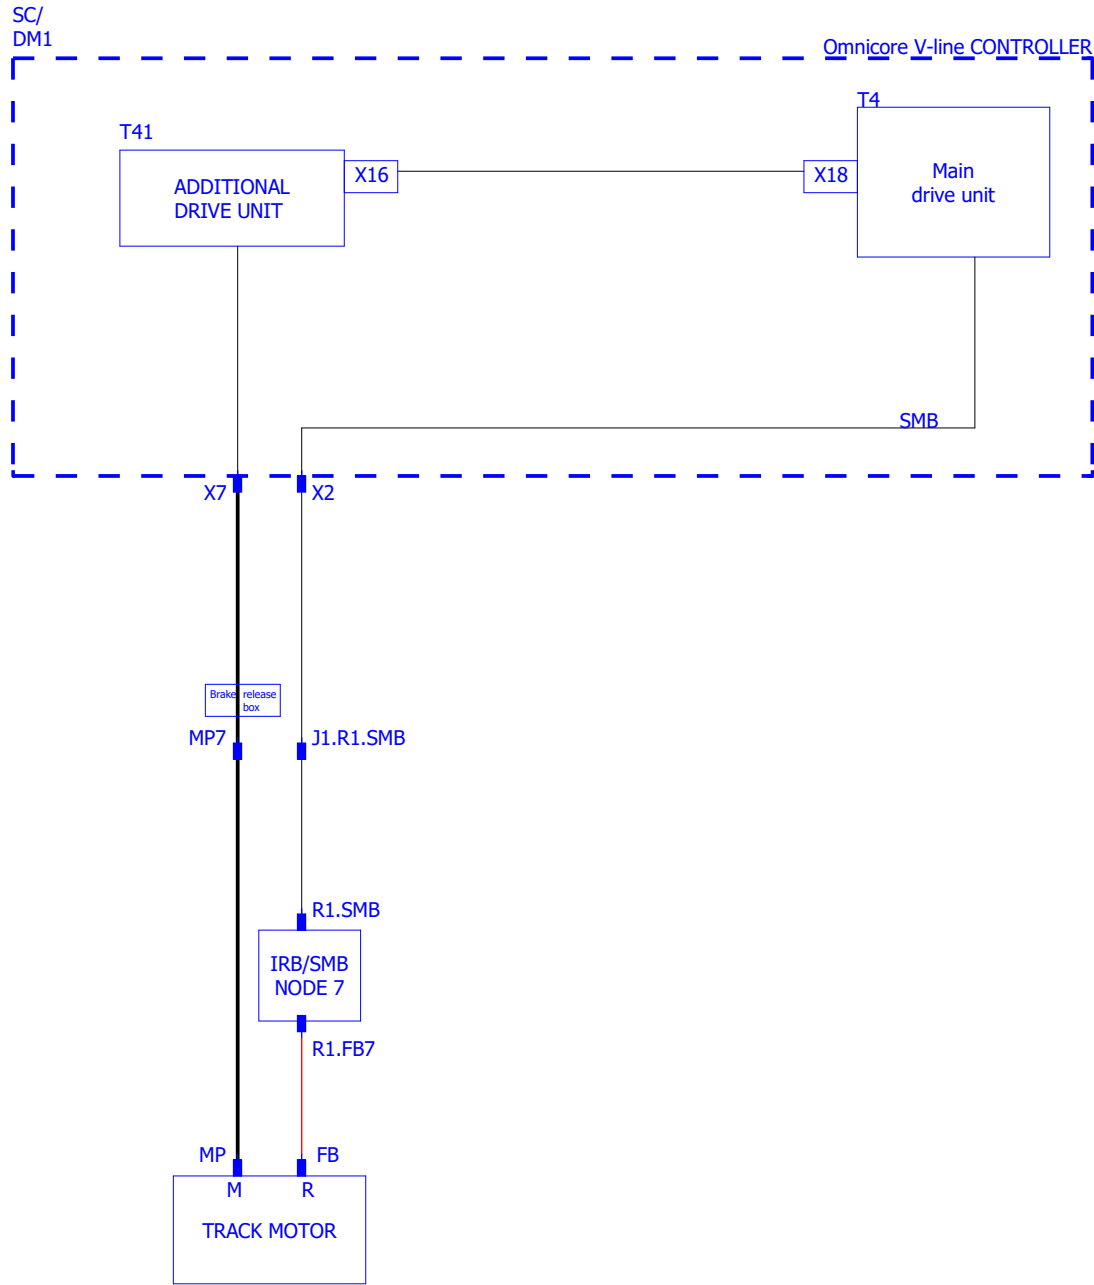 SC/
DM1
Omnicore V-line CONTROLLER
T41
T4
ADDITIONAL
DRIVE UNIT
X16
X18
Main
drive unit
SMB
X7
X2
Brake release
box
MP7
J1.R1.SMB
R1.SMB
IRB/SMB
NODE 7
R1.FB7
MP
FB
M
R
TRACK MOTOR